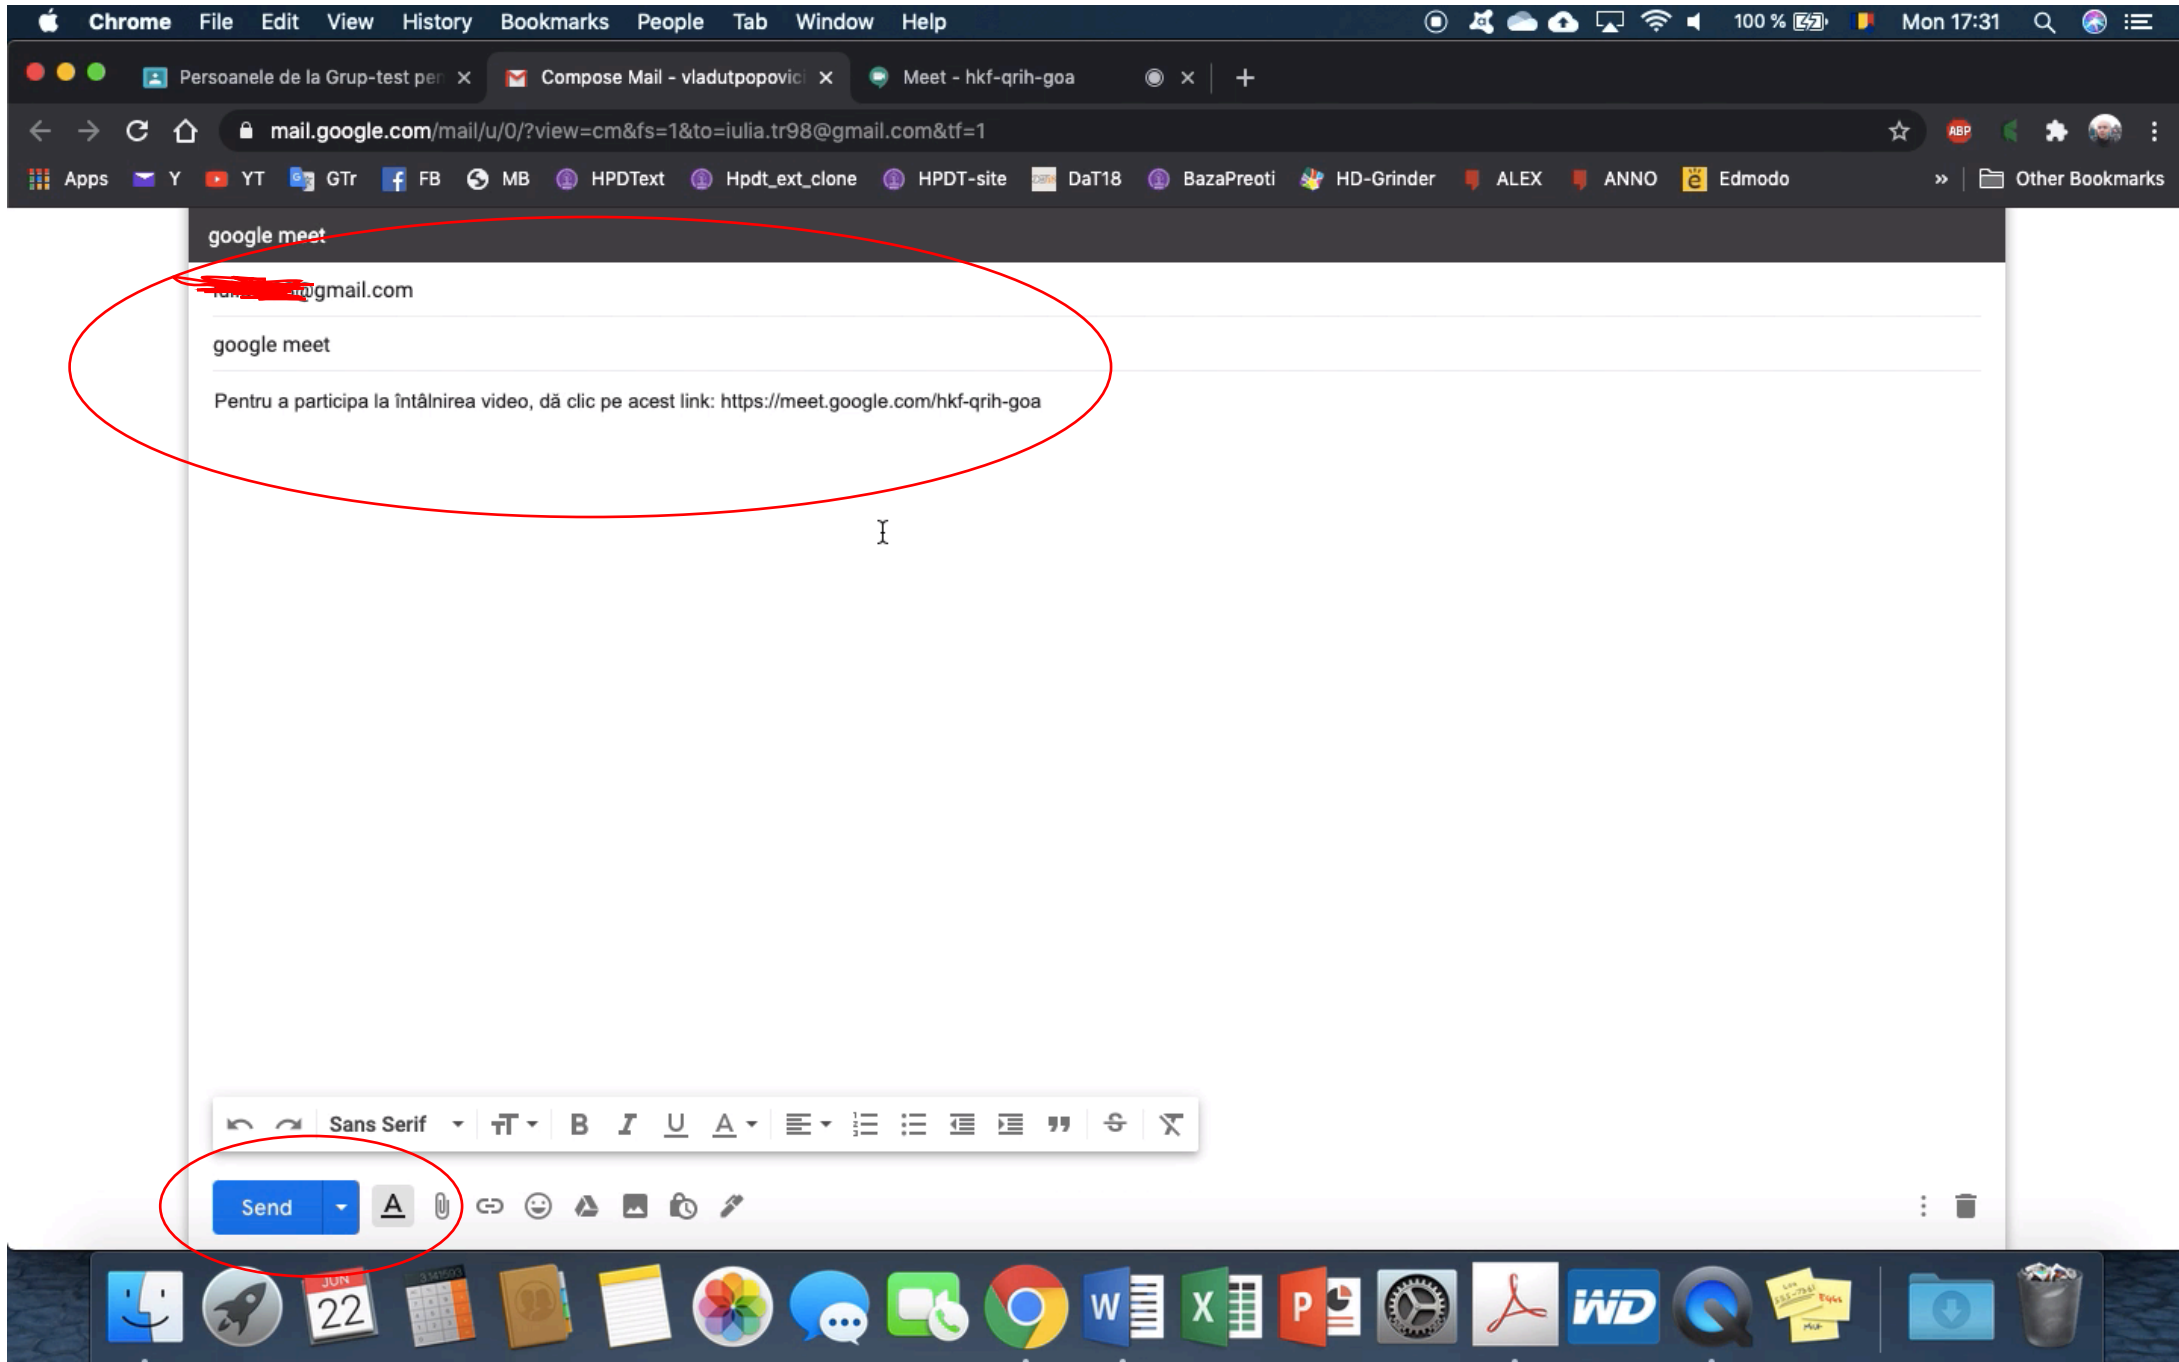 Chrome File Edit View History Bookmarks People Tab Window Help 100 % Mon 17:31
Persoanele de la Grup-test pen Compose Mail - vladutpopovici Meet - hkf-qrih-goa
mail.google.com/mail/u/0/?view=cm&fs=1&to=iulia.tr98@gmail.com&tf=1 ABP
Apps Y YT GTr FB MB HPDText Hpdt_ext_clone HPDT-site DaT18 BazaPreoti HD-Grinder ALEX ANNO Edmodo » Other Bookmarks
google meet
@gmail.com
google meet
Pentru a participa la întâlnirea video, dă clic pe acest link: https://meet.google.com/hkf-qrih-goa
Sans Serif
Send
JUN
22